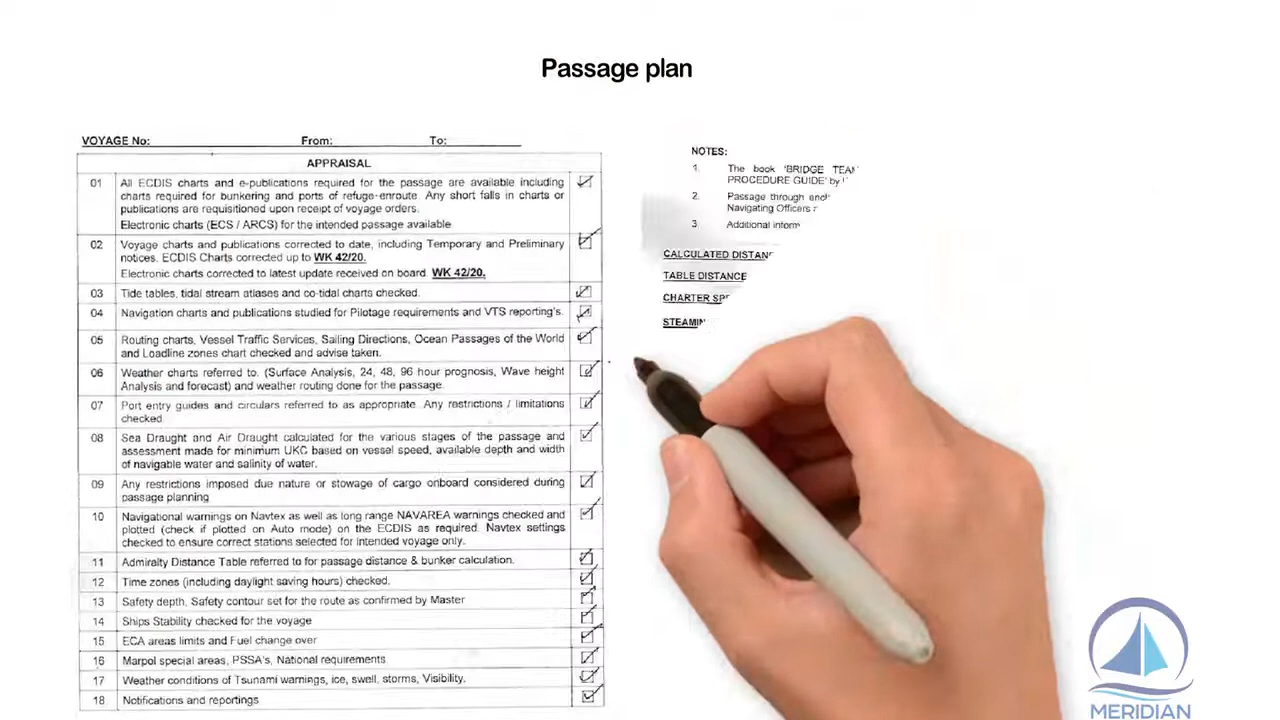 Passage plan
VOYAGE No: From: To:
APPRAISAL
01 All ECDIS charts and e-publications required for the passage are available including
charts required for bunkering and ports of refuge-enroute. Any short falls in charts or
publications are requisitioned upon receipt of voyage orders.
Electronic charts (ECS / ARCS) for the intended passage available
02 Voyage charts and publications corrected to date, including Temporary and Preliminary
notices. ECDIS Charts corrected up to WK 42/20.
Electronic charts corrected to latest update received on board. WK 42/20.
03 Tide tables, tidal stream atlases and co-tidal charts checked.
04 Navigation charts and publications studied for Pilotage requirements and VTS reporting's.
05 Routing charts, Vessel Traffic Services, Sailing Directions, Ocean Passages of the World
and Loadline zones chart checked and advise taken.
06 Weather charts referred to. (Surface Analysis, 24, 48, 96 hour prognosis, Wave height
Analysis and forecast) and weather routing done for the passage.
07 Port entry guides and circulars referred to as appropriate. Any restrictions / limitations
checked.
08 Sea Draught and Air Draught calculated for the various stages of the passage and
assessment made for minimum UKC based on vessel speed, available depth and width
of navigable water and salinity of water.
09 Any restrictions imposed due nature or stowage of cargo onboard considered during
passage planning
10 Navigational warnings on Navtex as well as long range NAVAREA warnings checked and
plotted (check if plotted on Auto mode) on the ECDIS as required. Navtex settings
checked to ensure correct stations selected for intended voyage only.
11 Admiralty Distance Table referred to for passage distance & bunker calculation.
12 Time zones (including daylight saving hours) checked.
13 Safety depth, Safety contour set for the route as confirmed by Master
14 Ships Stability checked for the voyage
15 ECA areas limits and Fuel change over
16 Marpol special areas, PSSA's, National requirements
17 Weather conditions of Tsunami warnings, ice, swell, storms, Visibility.
18 Notifications and reportings
NOTES:
1. The book 'BRIDGE TEA
PROCEDURE GUIDE' by
2. Passage through
Navigating Officers
3 Additional
CALCULATED
TABLE DISTANCE
CHARTER
MERIDIAN